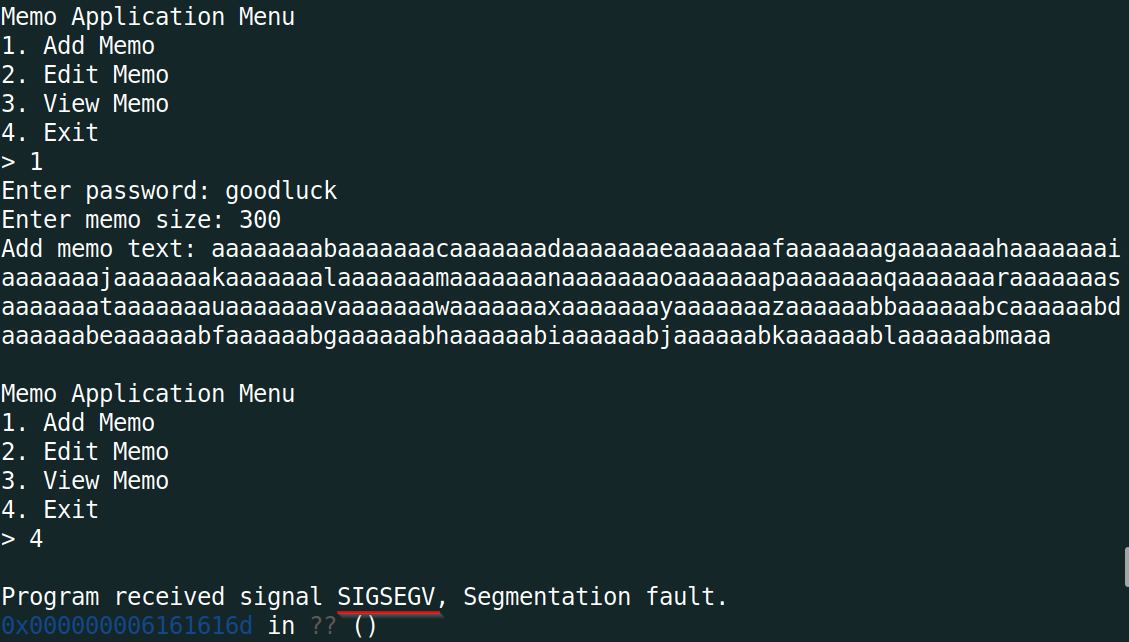 Memo Application Menu
1. Add Memo
2. Edit Memo
3. View Memo
4. Exit
> 1
Enter password: goodluck
Enter memo size: 300
Add memo text: aaaaaaaabaaaaaaacaaaaaaadaaaaaaaeaaaaaaafaaaaaaagaaaaaaahaaaaaaai
aaaaaaajaaaaaaakaaaaaaalaaaaaaamaaaaaaanaaaaaaaoaaaaaaapaaaaaaaqaaaaaaaraaaaaaas
aaaaaaataaaaaaauaaaaaaavaaaaaaawaaaaaaaxaaaaaaayaaaaaaazaaaaaabbaaaaaabcaaaaaabd
aaaaaabeaaaaaabfaaaaaabgaaaaaabhaaaaaabiaaaaaabjaaaaaabkaaaaaablaaaaaabmaaa
Memo Application Menu
1. Add Memo
2. Edit Memo
3. View Memo
4. Exit
> 4
Program received signal SIGSEGV, Segmentation fault.
0x000000006161616d in ?? ()